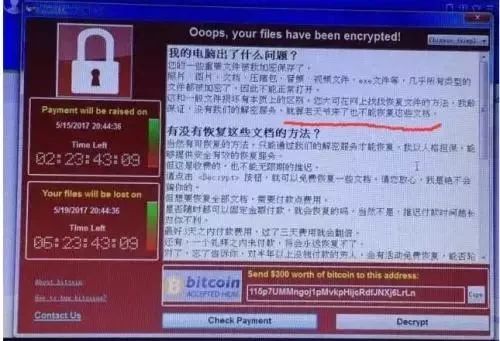 Ooops, your files have been encrypted!
我的电脑出了什么问题?
您的一些重要文件被我加密保存了。
照片、图片、文档、压缩包、音频、视频文件、exe文件等,几乎所有类型的
文件都被加密了,因此不能正常打开。
这和一般文件损坏有本质上的区别。您大可在网上找找恢复文件的方法,我敢
保证,没有我们的解密服务,就算老天爷来了也不能恢复这些文档。
有没有恢复这些文档的方法?
当然有可恢复的方法。只能通过我们的解密服务才能恢复。我以人格担保,能
够提供安全有效的恢复服务。
但这是收费的,也不能无限期的推迟。
请点击 <Decrypt> 按钮,就可以免费恢复一些文档。请您放心,我是绝不会
骗你的。
但想要恢复全部文档,需要付款点费用。
是否随时都可以固定金额付款,就会恢复的吗,当然不是,推迟付款时间越长
对你不利。
最好3天之内付款费用,过了三天费用就会翻倍。
还有,一个礼拜之内未付款,将会永远恢复不了。
对了,忘了告诉你,对半年以上没钱付款的穷人,会有活动免费恢复,能否轮
Payment will be raised on
5/15/2017 20:44:36
Time Left
02:23:43:09
Your files will be lost on
5/19/2017 20:44:36
Time Left
06:23:43:09
About bitcoin
How to buy bitcoins?
Contact Us
bitcoin
ACCEPTED HERE
Send $300 worth of bitcoin to this address:
Copy
Check Payment
Decrypt